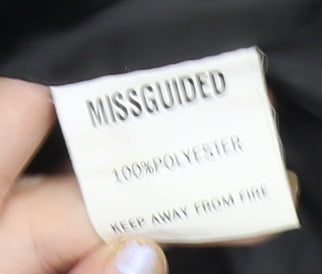 MISSGUIDED
100%POLYESTER
KEEP AWAY FROM FIRE